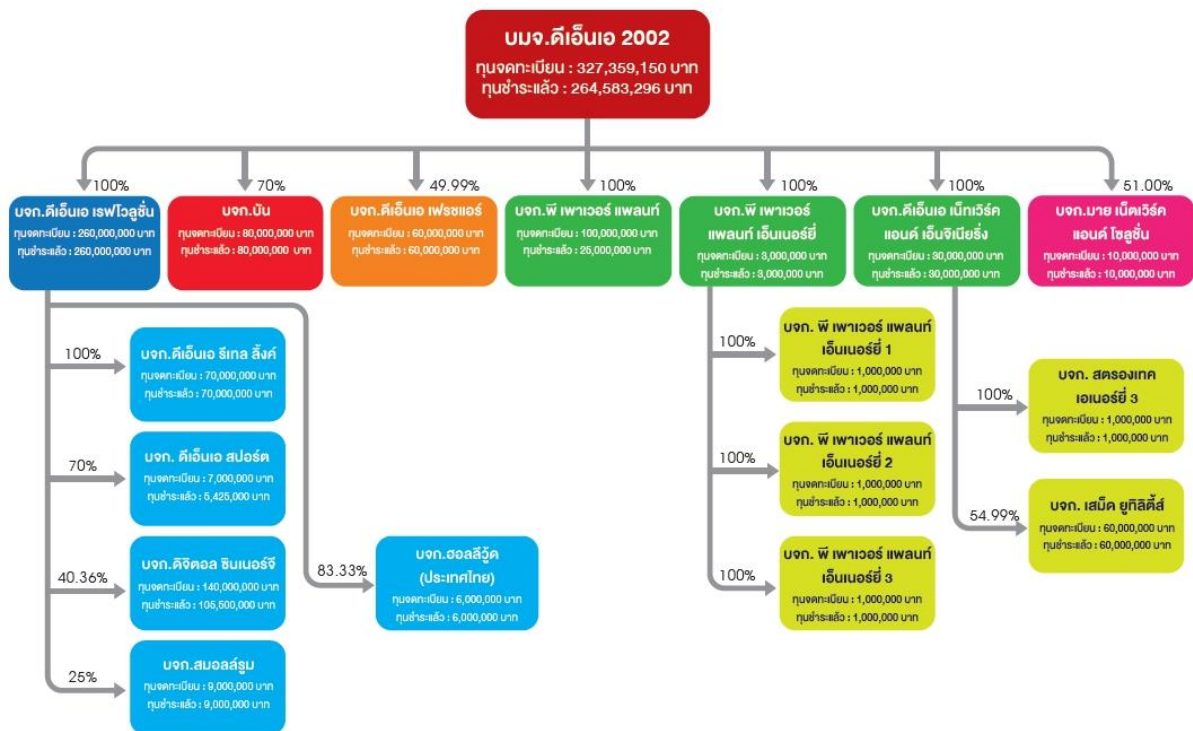 บมจ.ดีเอ็นเอ 2002
ทุนจดทะเบียน : 327,359,150 บาท
ทุนชำระแล้ว : 264,583,296 บาท
100%
70%
49.99%
100%
100%
100%
51.00%
บจก.ดีเอ็นเอ เรฟโวลูชั่น
ทุนจดทะเบียน : 260,000,000 บาท
ทุนชำระแล้ว : 260,000,000 บาท
บจก.บัน
ทุนจดทะเบียน : 80,000,000 บาท
ทุนชำระแล้ว : 80,000,000 บาท
บจก.ดีเอ็นเอ เฟรชแอร์
ทุนจดทะเบียน : 60,000,000 บาท
ทุนชำระแล้ว : 60,000,000 บาท
บจก.พี เพาเวอร์ แพลนท์
ทุนจดทะเบียน : 100,000,000 บาท
ทุนชำระแล้ว : 25,000,000 บาท
บจก.พี เพาเวอร์
แพลนท์ เอ็นเนอร์ยี่
ทุนจดทะเบียน : 3,000,000 บาท
ทุนชำระแล้ว : 3,000,000 บาท
บจก.ดีเอ็นเอ เน็ทเวิร์ค
แอนด์ เอ็นจิเนียริ่ง
ทุนจดทะเบียน : 30,000,000 บาท
ทุนชำระแล้ว : 30,000,000 บาท
บจก.มาย เน็ตเวิร์ค
แอนด์ โซลูชั่น
ทุนจดทะเบียน : 10,000,000 บาท
ทุนชำระแล้ว : 10,000,000 บาท
100%
บจก.ดีเอ็นเอ รีเทล ลิ้งค์
ทุนจดทะเบียน : 70,000,000 บาท
ทุนชำระแล้ว : 70,000,000 บาท
70%
บจก. ดีเอ็นเอ สปอร์ต
ทุนจดทะเบียน : 7,000,000 บาท
ทุนชำระแล้ว : 5,425,000 บาท
40.36%
บจก.ดิจิตอล ซินเนอร์จี
ทุนจดทะเบียน : 140,000,000 บาท
ทุนชำระแล้ว : 105,500,000 บาท
25%
บจก.สมอลล์รูม
ทุนจดทะเบียน : 9,000,000 บาท
ทุนชำระแล้ว : 9,000,000 บาท
83.33%
บจก.ฮอลลีวู้ด
(ประเทศไทย)
ทุนจดทะเบียน : 6,000,000 บาท
ทุนชำระแล้ว : 6,000,000 บาท
100%
บจก. พี เพาเวอร์ แพลนท์
เอ็นเนอร์ยี่ 1
ทุนจดทะเบียน : 1,000,000 บาท
ทุนชำระแล้ว : 1,000,000 บาท
100%
บจก. พี เพาเวอร์ แพลนท์
เอ็นเนอร์ยี่ 2
ทุนจดทะเบียน : 1,000,000 บาท
ทุนชำระแล้ว : 1,000,000 บาท
100%
บจก. พี เพาเวอร์ แพลนท์
เอ็นเนอร์ยี่ 3
ทุนจดทะเบียน : 1,000,000 บาท
ทุนชำระแล้ว : 1,000,000 บาท
100%
บจก. สตรองเทค
เอเนอร์ยี่ 3
ทุนจดทะเบียน : 1,000,000 บาท
ทุนชำระแล้ว : 1,000,000 บาท
54.99%
บจก. เสม็ด ยูทิลิตี้ส์
ทุนจดทะเบียน : 60,000,000 บาท
ทุนชำระแล้ว : 60,000,000 บาท